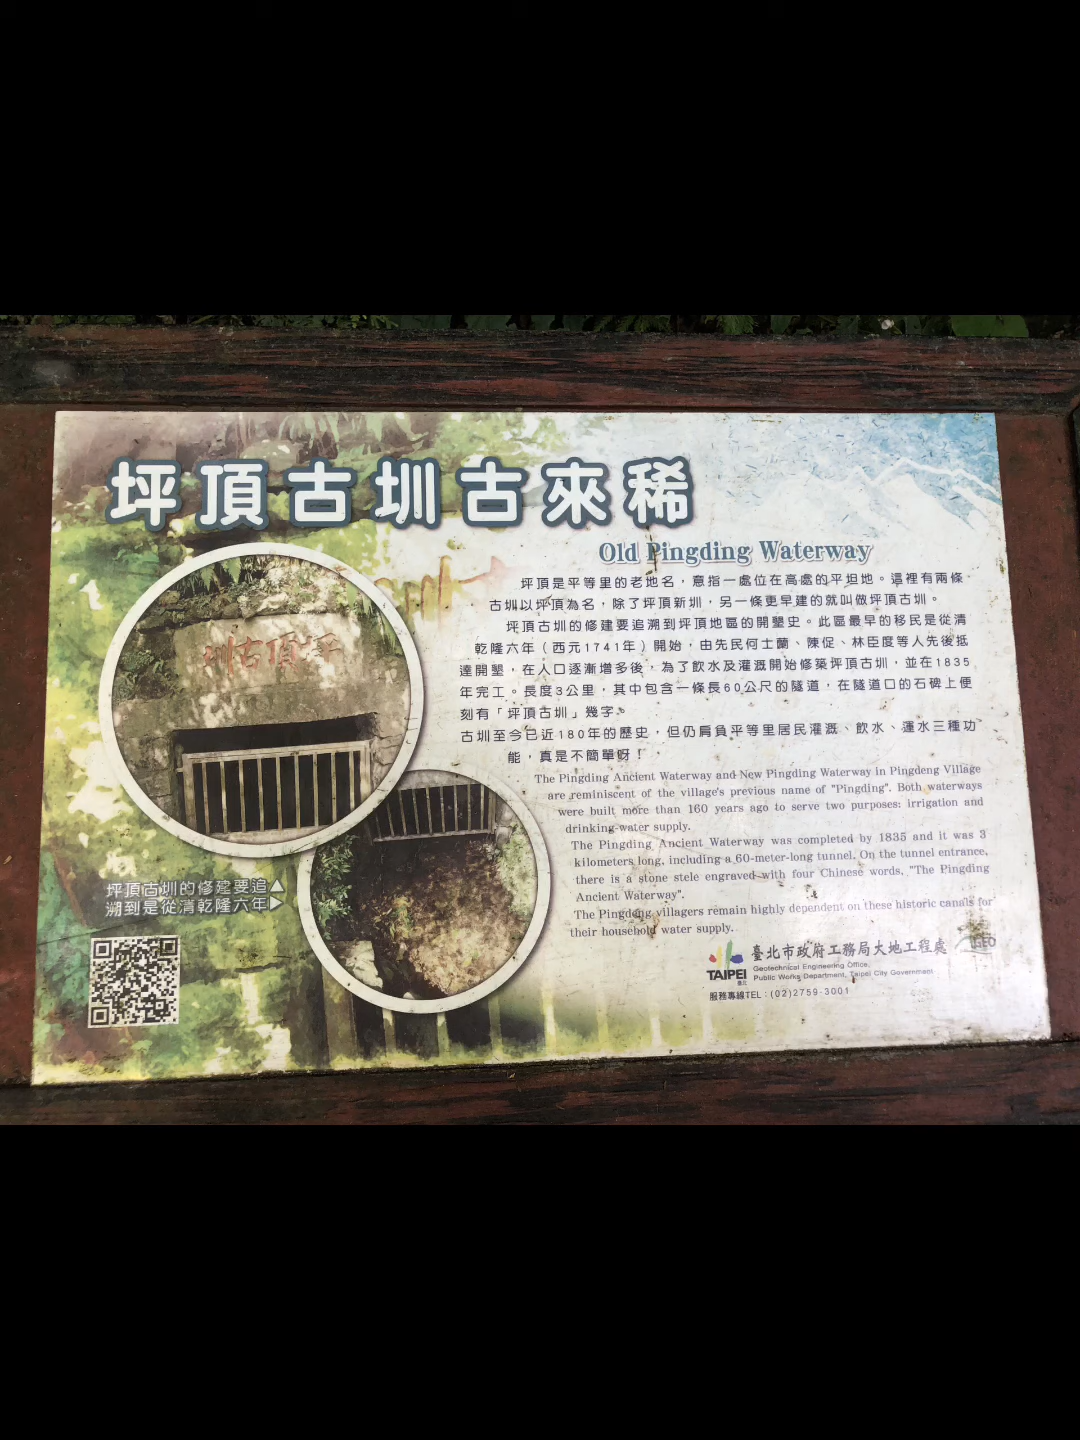 坪頂古圳古來稀
Old Pingding Waterway
坪頂是平等里的老地名，意指一處位在高處的平坦地。這裡有兩條
古圳以坪頂為名，除了坪頂新圳，另一條更早建的就叫做坪頂古圳。
坪頂古圳的修建要追溯到坪頂地區的開墾史。此區最早的移民是從清
乾隆六年（西元1741年）開始，由先民何士蘭、陳促、林臣度等人先後抵
達開墾，在人口逐漸增多後，為了飲水及灌溉開始修築坪頂古圳，並在1835
年完工。長度3公里，其中包含一條長60公尺的隧道，在隧道口的石碑上便
刻有「坪頂古圳」幾字。
古圳至今已近180年的歷史，但仍肩負平等里居民灌溉、飲水、運水三種功
能，真是不簡單呀！
The Pingding Ancient Waterway and New Pingding Waterway in Pingdeng Village
are reminiscent of the village's previous name of "Pingding". Both waterways
were built more than 160 years ago to serve two purposes: irrigation and
drinking-water supply.
The Pingding Ancient Waterway was completed by 1835 and it was 3
kilometers long, including a 60-meter-long tunnel. On the tunnel entrance,
there is a stone stele engraved with four Chinese words, "The Pingding
Ancient Waterway".
The Pingdeng villagers remain highly dependent on these historic canals for
their household water supply.
圳古頂坪
坪頂古圳的修建要追▲
溯到是從清乾隆六年▶
TAIPEI
臺北
臺北市政府工務局大地工程處
Geotechnical Engineering Office,
Public Works Department, Taipei City Government
服務專線TEL：(02)2759-3001
GEO